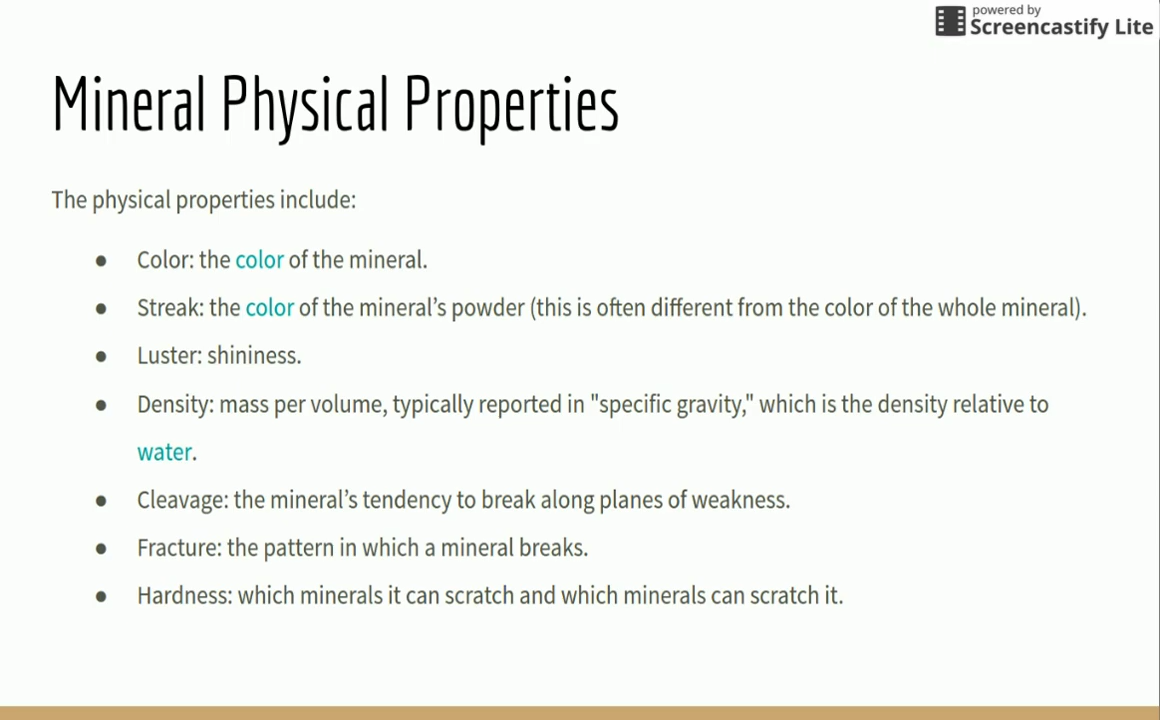 powered by
Screencastify Lite
Mineral Physical Properties
The physical properties include:
● Color: the color of the mineral.
● Streak: the color of the mineral’s powder (this is often different from the color of the whole mineral).
● Luster: shininess.
● Density: mass per volume, typically reported in "specific gravity," which is the density relative to
water.
● Cleavage: the mineral’s tendency to break along planes of weakness.
● Fracture: the pattern in which a mineral breaks.
● Hardness: which minerals it can scratch and which minerals can scratch it.